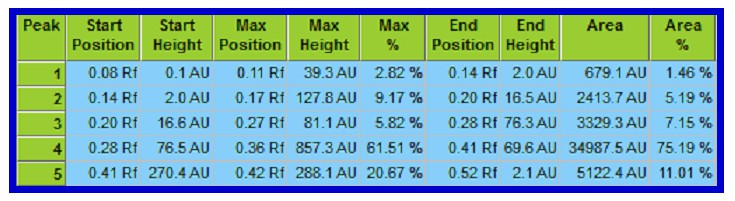 Peak Start Position Start Height Max Position Max Height Max % End Position End Height Area Area %
1 0.08 Rf 0.1 AU 0.11 Rf 39.3 AU 2.82 % 0.14 Rf 2.0 AU 679.1 AU 1.46 %
2 0.14 Rf 2.0 AU 0.17 Rf 127.8 AU 9.17 % 0.20 Rf 16.5 AU 2413.7 AU 5.19 %
3 0.20 Rf 16.6 AU 0.27 Rf 81.1 AU 5.82 % 0.28 Rf 76.3 AU 3329.3 AU 7.15 %
4 0.28 Rf 76.5 AU 0.36 Rf 857.3 AU 61.51 % 0.41 Rf 69.6 AU 34987.5 AU 75.19 %
5 0.41 Rf 270.4 AU 0.42 Rf 288.1 AU 20.67 % 0.52 Rf 2.1 AU 5122.4 AU 11.01 %